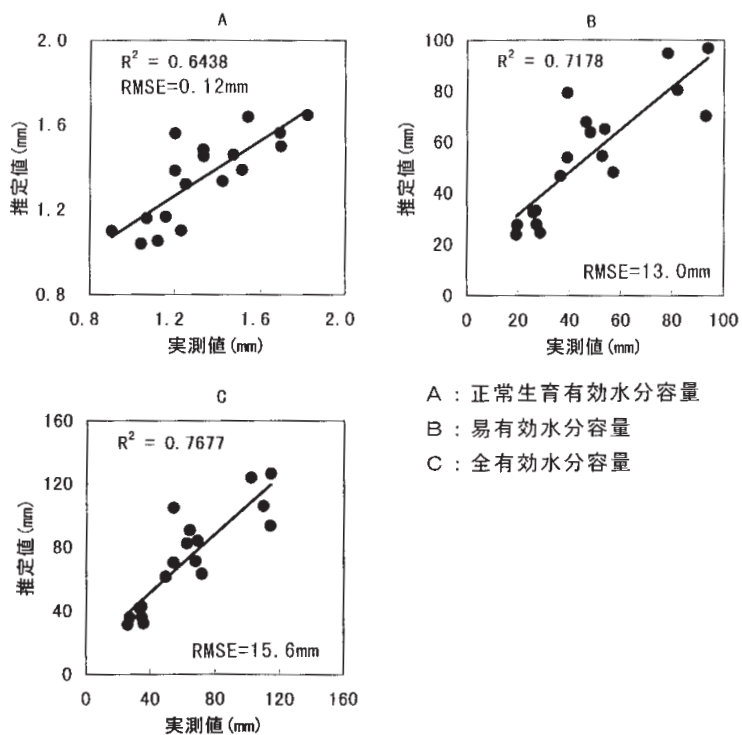 A
2.0
1.6
1.2
0.8
推定値(mm)
R² = 0.6438
RMSE=0.12mm
0.8 1.2 1.6 2.0
実測値(mm)
B
100
80
60
40
20
0
推定値(mm)
R² = 0.7178
RMSE=13.0mm
0 20 40 60 80 100
実測値(mm)
C
160
120
80
40
0
推定値(mm)
R² = 0.7677
RMSE=15.6mm
0 40 80 120 160
実測値(mm)
A : 正常生育有効水分容量
B : 易有効水分容量
C : 全有効水分容量